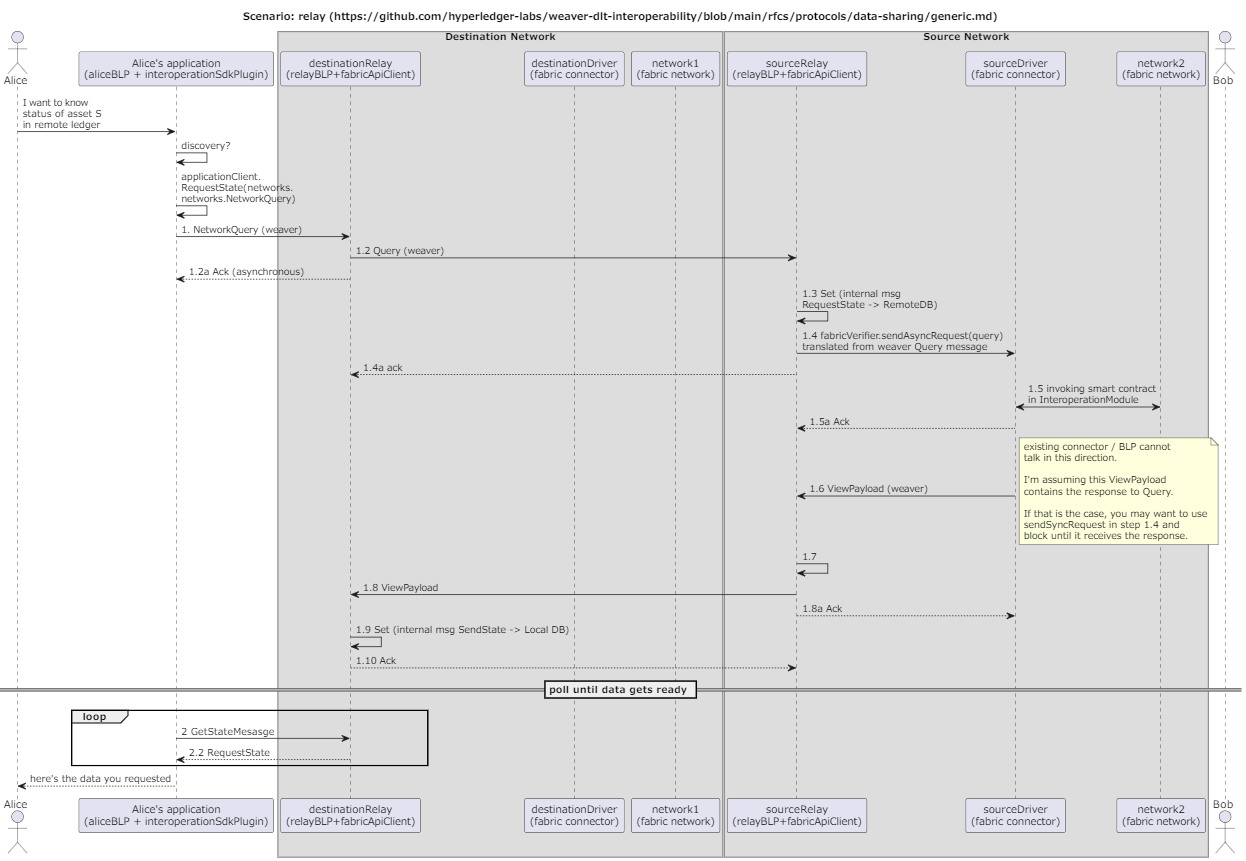 Scenario: relay (https://github.com/hyperledger-labs/weaver-dlt-interoperability/blob/main/rfcs/protocols/data-sharing/generic.md)
Destination Network
Source Network
Alice
Alice's application
(aliceBLP + interoperationSdkPlugin)
destinationRelay
(relayBLP+fabricApiClient)
destinationDriver
(fabric connector)
network1
(fabric network)
sourceRelay
(relayBLP+fabricApiClient)
sourceDriver
(fabric connector)
network2
(fabric network)
Bob
I want to know
status of asset S
in remote ledger
discovery?
applicationClient.
RequestState(networks.
networks.NetworkQuery)
1. NetworkQuery (weaver)
1.2 Query (weaver)
1.2a Ack (asynchronous)
1.3 Set (internal msg
RequestState -> RemoteDB)
1.4 fabricVerifier.sendAsyncRequest(query)
translated from weaver Query message
1.4a ack
1.5 invoking smart contract
in InteroperationModule
1.5a Ack
existing connector / BLP cannot
talk in this direction.
I'm assuming this ViewPayload
contains the response to Query.
If that is the case, you may want to use
sendSyncRequest in step 1.4 and
block until it receives the response.
1.6 ViewPayload (weaver)
1.7
1.8 ViewPayload
1.8a Ack
1.9 Set (internal msg SendState -> Local DB)
1.10 Ack
poll until data gets ready
loop
2 GetStateMesasge
2.2 RequestState
here's the data you requested
Alice
Alice's application
(aliceBLP + interoperationSdkPlugin)
destinationRelay
(relayBLP+fabricApiClient)
destinationDriver
(fabric connector)
network1
(fabric network)
sourceRelay
(relayBLP+fabricApiClient)
sourceDriver
(fabric connector)
network2
(fabric network)
Bob